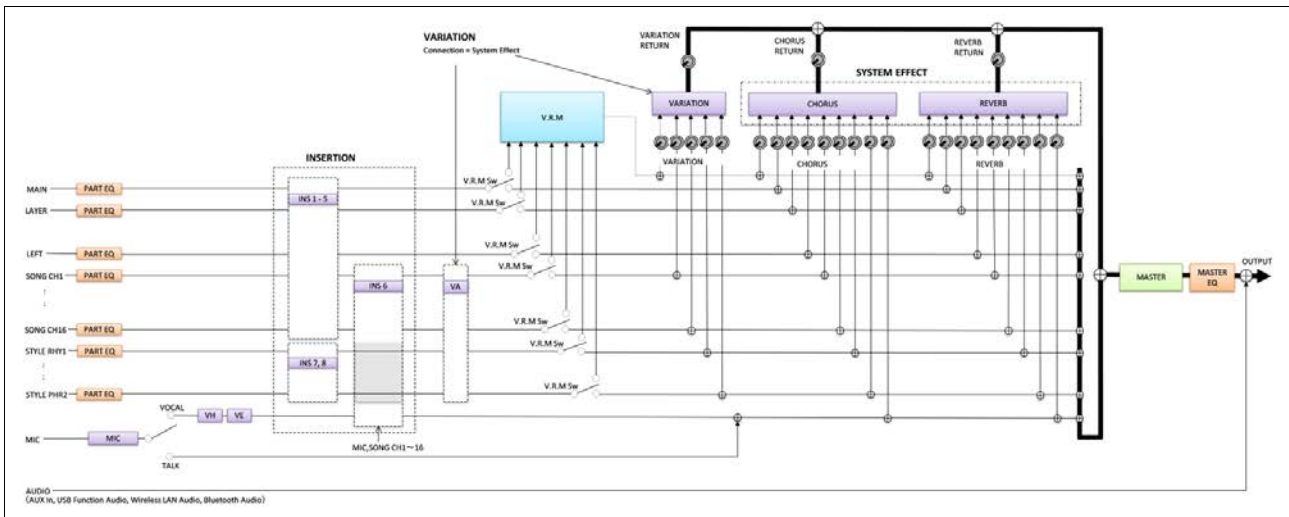 VARIATION
Connection = System Effect
VARIATION
RETURN
CHORUS
RETURN
REVERB
RETURN
SYSTEM EFFECT
V.R.M
VARIATION
CHORUS
REVERB
VARIATION
CHORUS
REVERB
INSERTION
MAIN
PART EQ
INS 1 - 5
V.R.M Sw
LAYER
PART EQ
V.R.M Sw
LEFT
PART EQ
V.R.M Sw
SONG CH1
PART EQ
INS 6
VA
V.R.M Sw
SONG CH16
PART EQ
V.R.M Sw
STYLE RHY1
PART EQ
INS 7, 8
V.R.M Sw
STYLE PHR2
PART EQ
V.R.M Sw
OUTPUT
MASTER
MASTER
EQ
VOCAL
VH
VE
MIC
MIC
MIC,SONG CH1～16
TALK
AUDIO
(AUX In, USB Function Audio, Wireless LAN Audio, Bluetooth Audio)